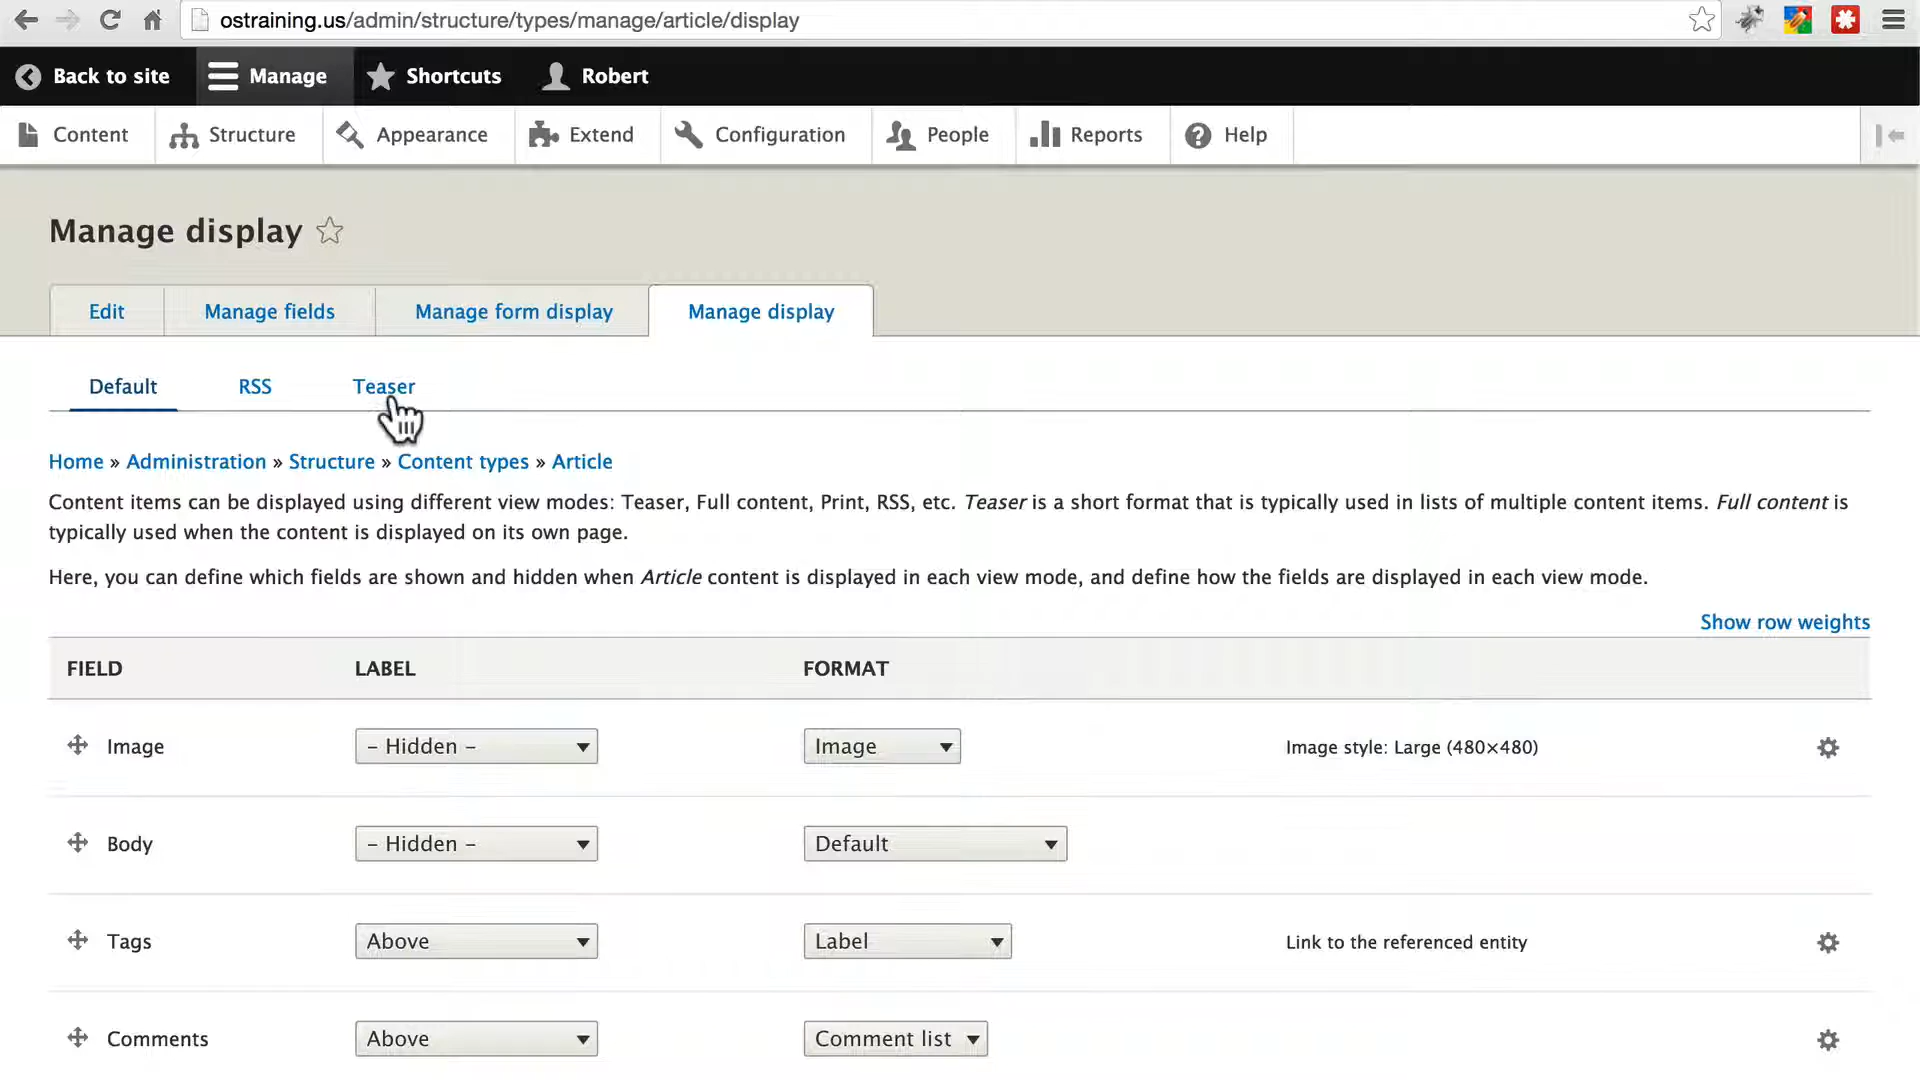 ostraining.us/admin/structure/types/manage/article/display
Back to site Manage Shortcuts Robert
Content Structure Appearance Extend Configuration People Reports Help
Manage display
Edit Manage fields Manage form display Manage display
Default RSS Teaser
Home » Administration » Structure » Content types » Article
Content items can be displayed using different view modes: Teaser, Full content, Print, RSS, etc. Teaser is a short format that is typically used in lists of multiple content items. Full content is
typically used when the content is displayed on its own page.
Here, you can define which fields are shown and hidden when Article content is displayed in each view mode, and define how the fields are displayed in each view mode.
Show row weights
FIELD LABEL FORMAT
Image – Hidden – Image Image style: Large (480×480)
Body – Hidden – Default
Tags Above Label Link to the referenced entity
Comments Above Comment list